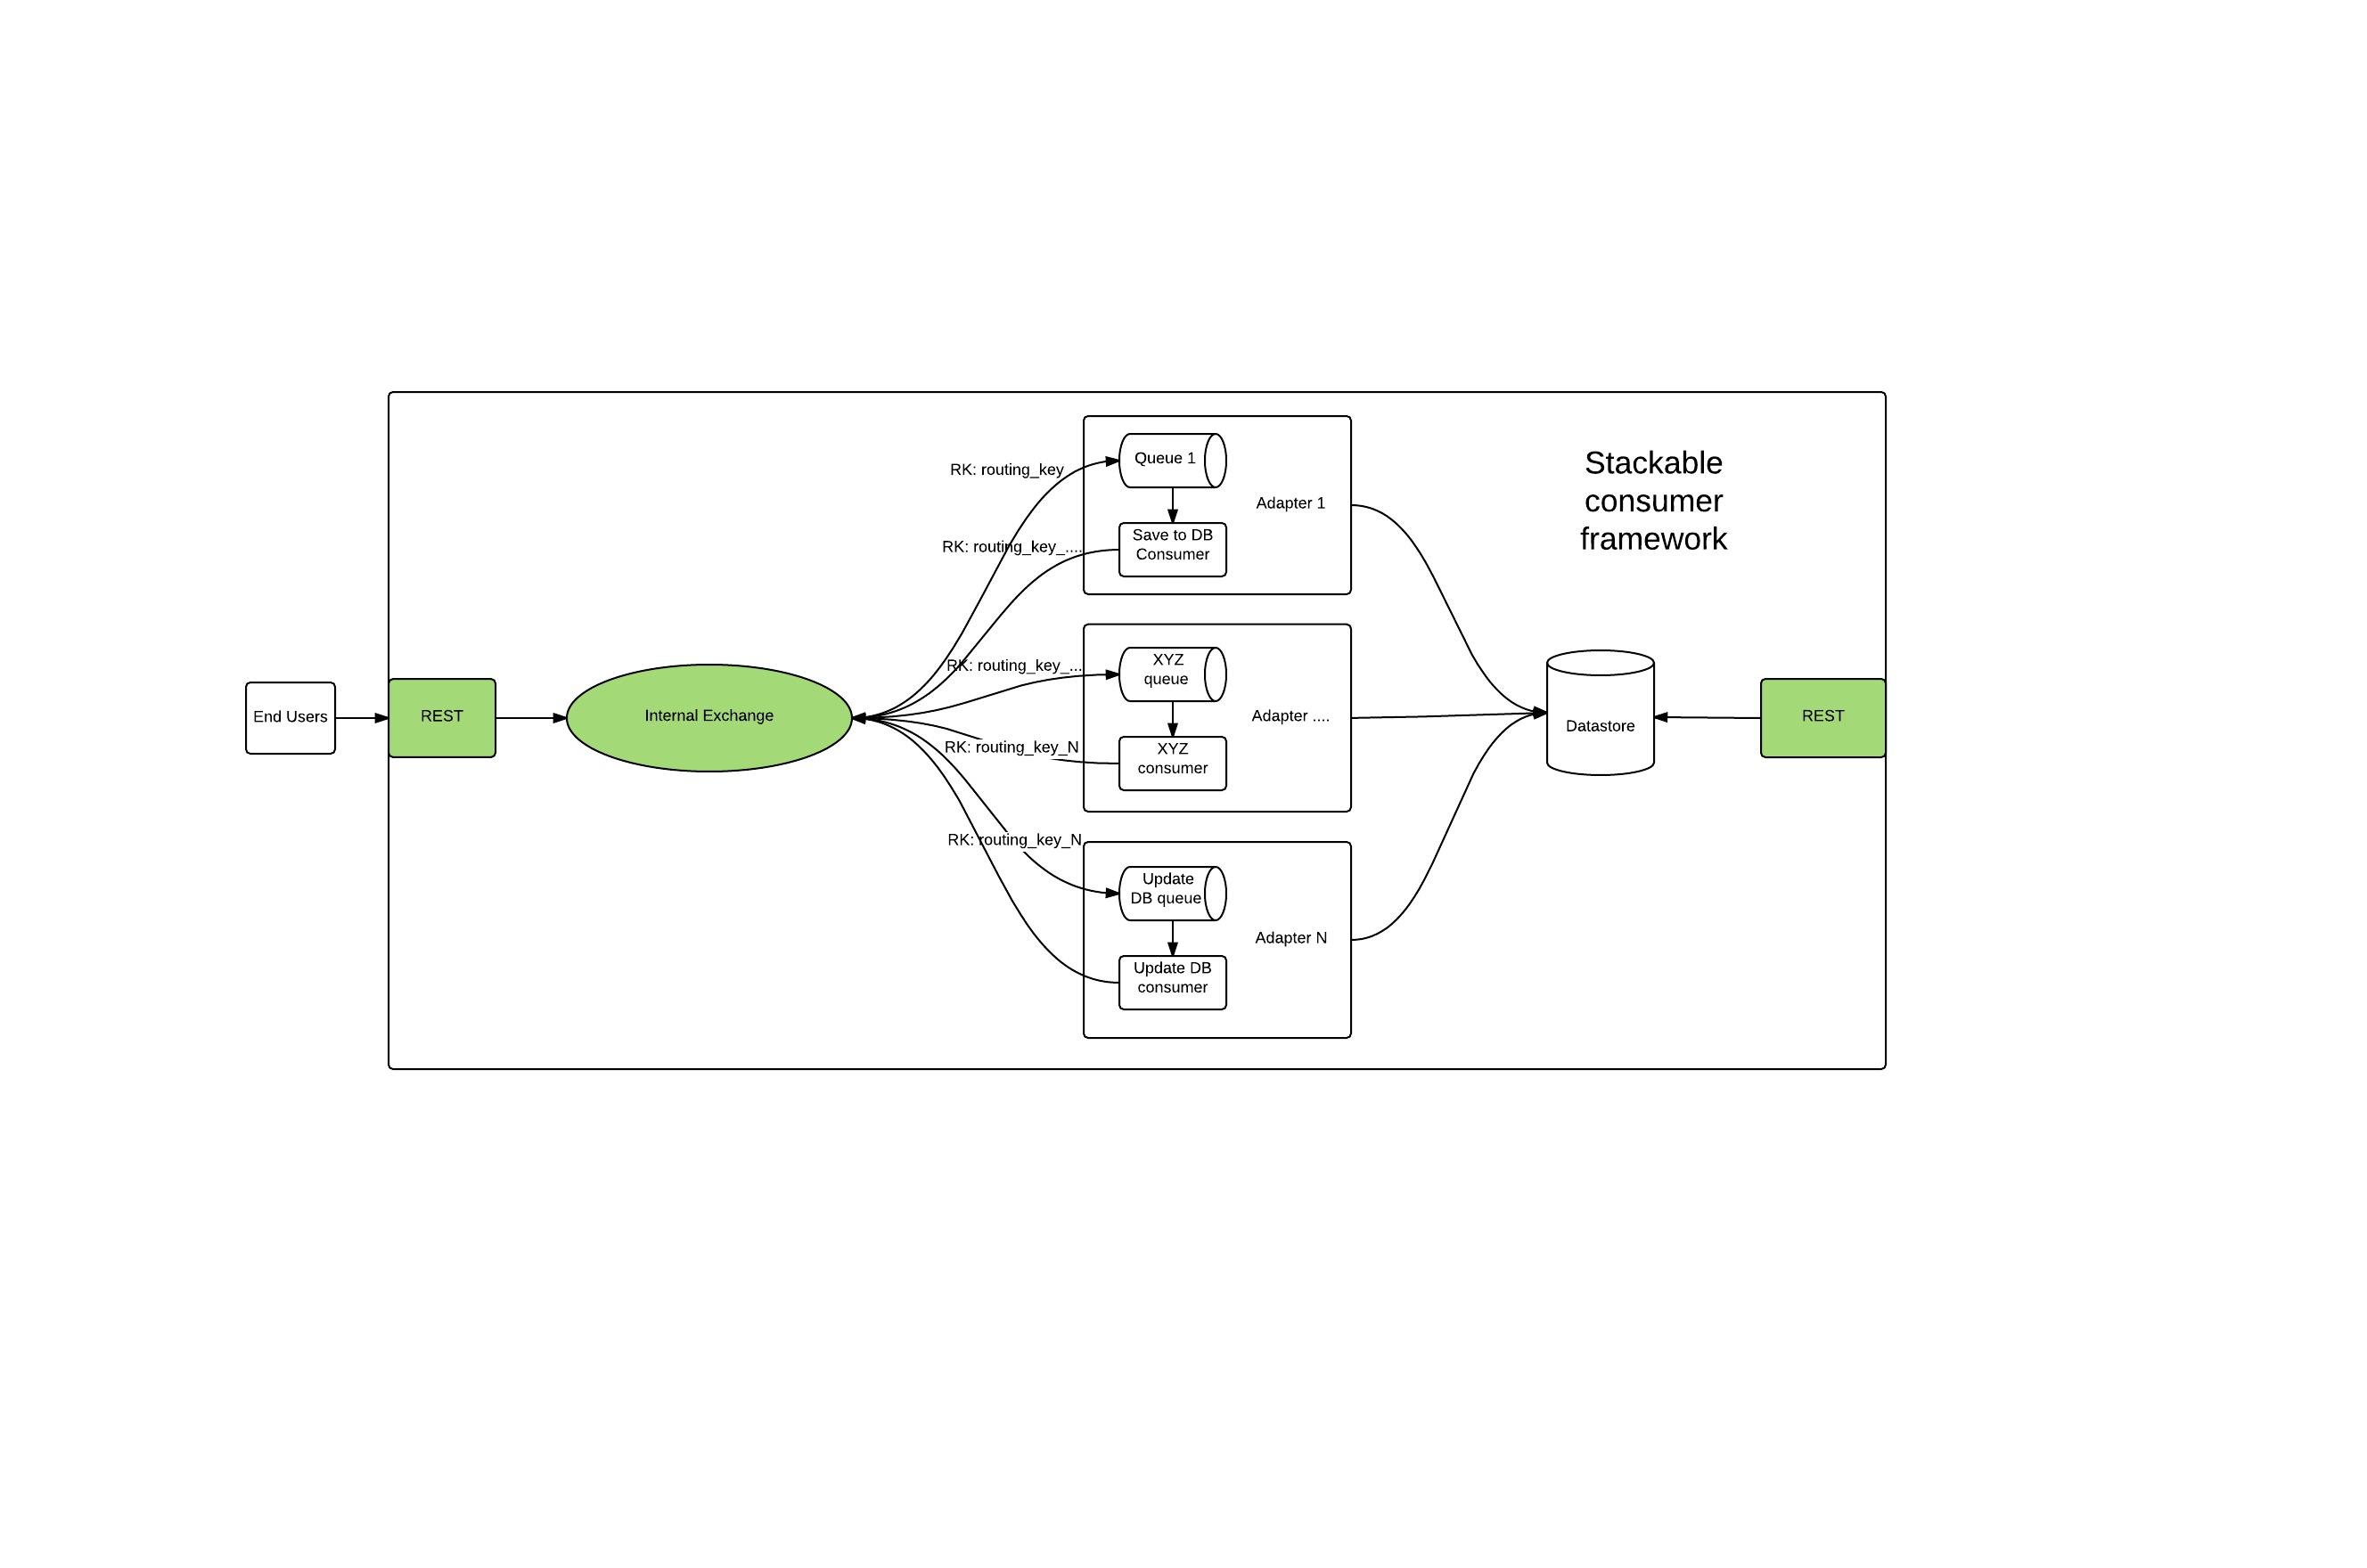 Stackable
consumer
framework
End Users
REST
Internal Exchange
RK: routing_key
RK: routing_key_....
RK: routing_key_...
RK: routing_key_N
RK: routing_key_N
Queue 1
Save to DB
Consumer
Adapter 1
XYZ
queue
XYZ
consumer
Adapter ....
Update
DB queue
Update DB
consumer
Adapter N
Datastore
REST